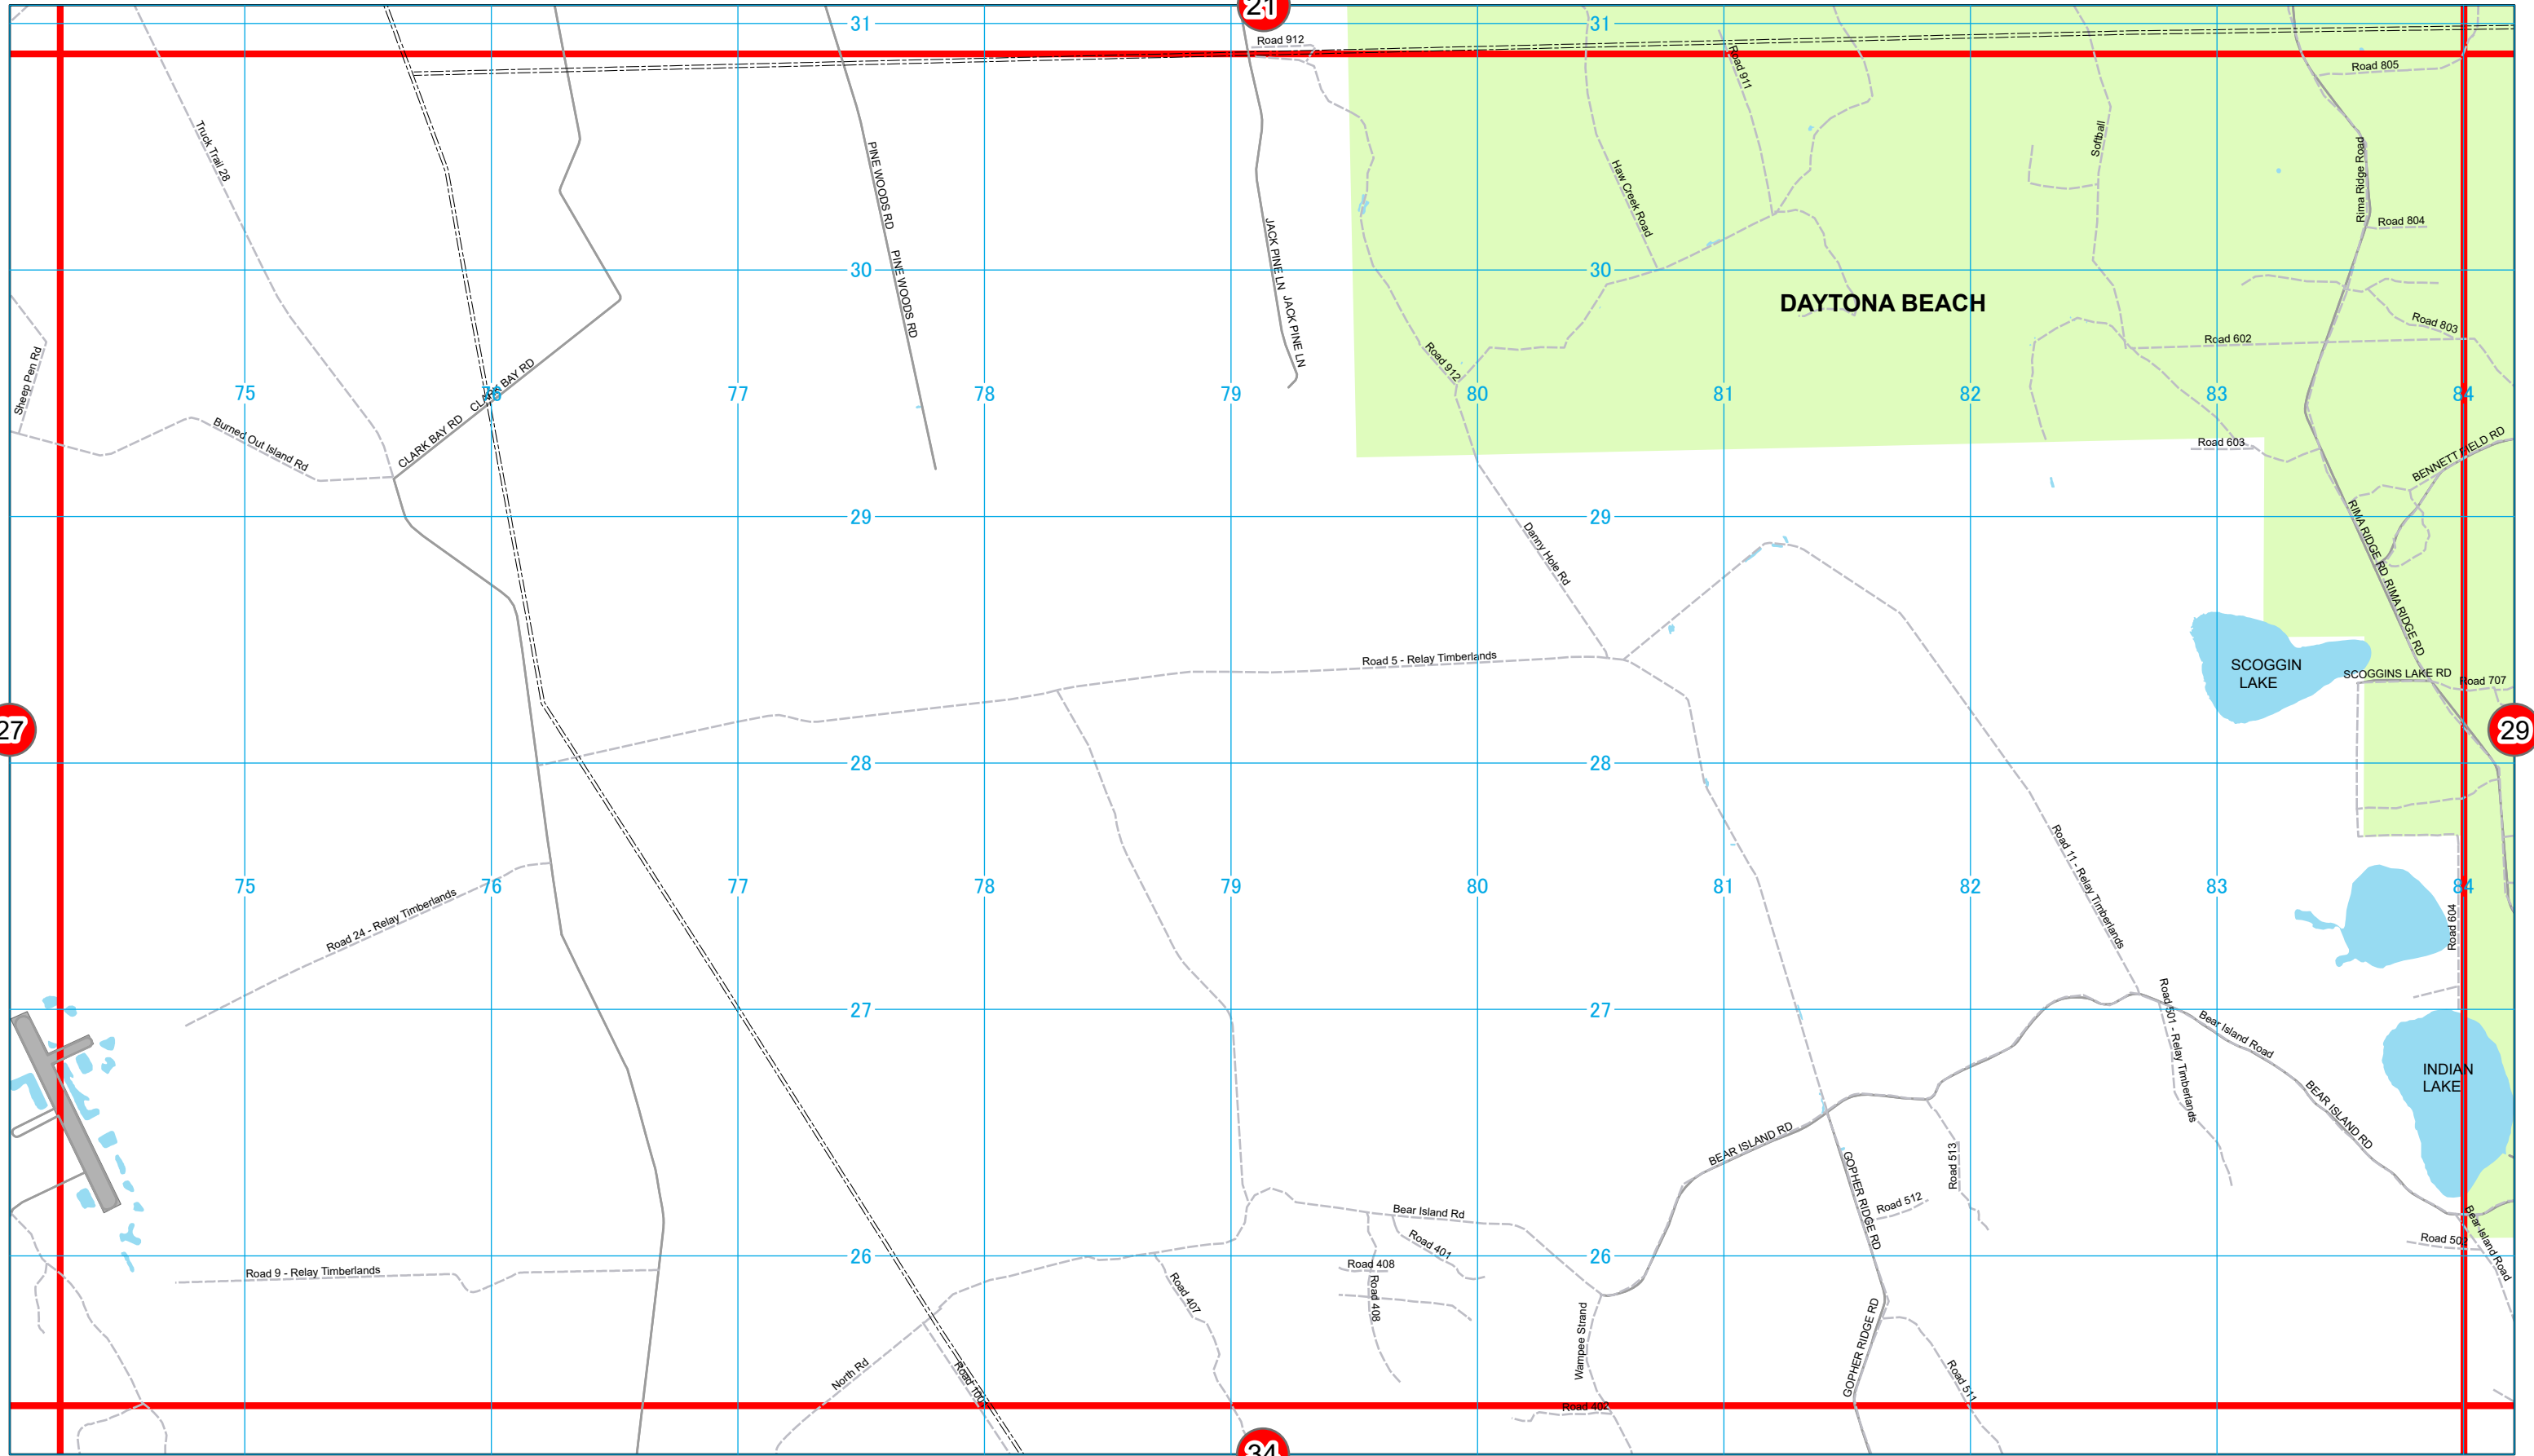 21
31
31
Road 912
Road 911
Road 805
Truck Trail 28
PINE WOODS RD
Haw Creek Road
Softball
Rima Ridge Road
Road 804
JACK PINE LN
PINE WOODS RD
30
30
JACK PINE LN
DAYTONA BEACH
Road 803
Road 602
Sheep Pen Rd
Road 912
CLARK BAY RD
75
76
77
78
79
80
81
82
83
84
CLARK BAY RD
Burned Out Island Rd
Road 603
BENNETT FIELD RD
29
29
Danny Hole Rd
RIMA RIDGE RD
RIMA RIDGE RD
Road 5 - Relay Timberlands
SCOGGIN
LAKE
SCOGGINS LAKE RD
Road 707
27
29
28
28
Road 11 - Relay Timberlands
75
76
77
78
79
80
81
82
83
84
Road 24 - Relay Timberlands
Road 604
27
27
Road 501 - Relay Timberlands
Bear Island Road
INDIAN
LAKE
BEAR ISLAND RD
BEAR ISLAND RD
GOPHER RIDGE RD
Road 513
Road 512
Bear Island Rd
Road 401
Bear Island Road
Road 502
26
26
Road 9 - Relay Timberlands
Road 408
Road 408
Road 407
Wampee Strand
GOPHER RIDGE RD
North Rd
Road 100
Road 511
Road 402
34